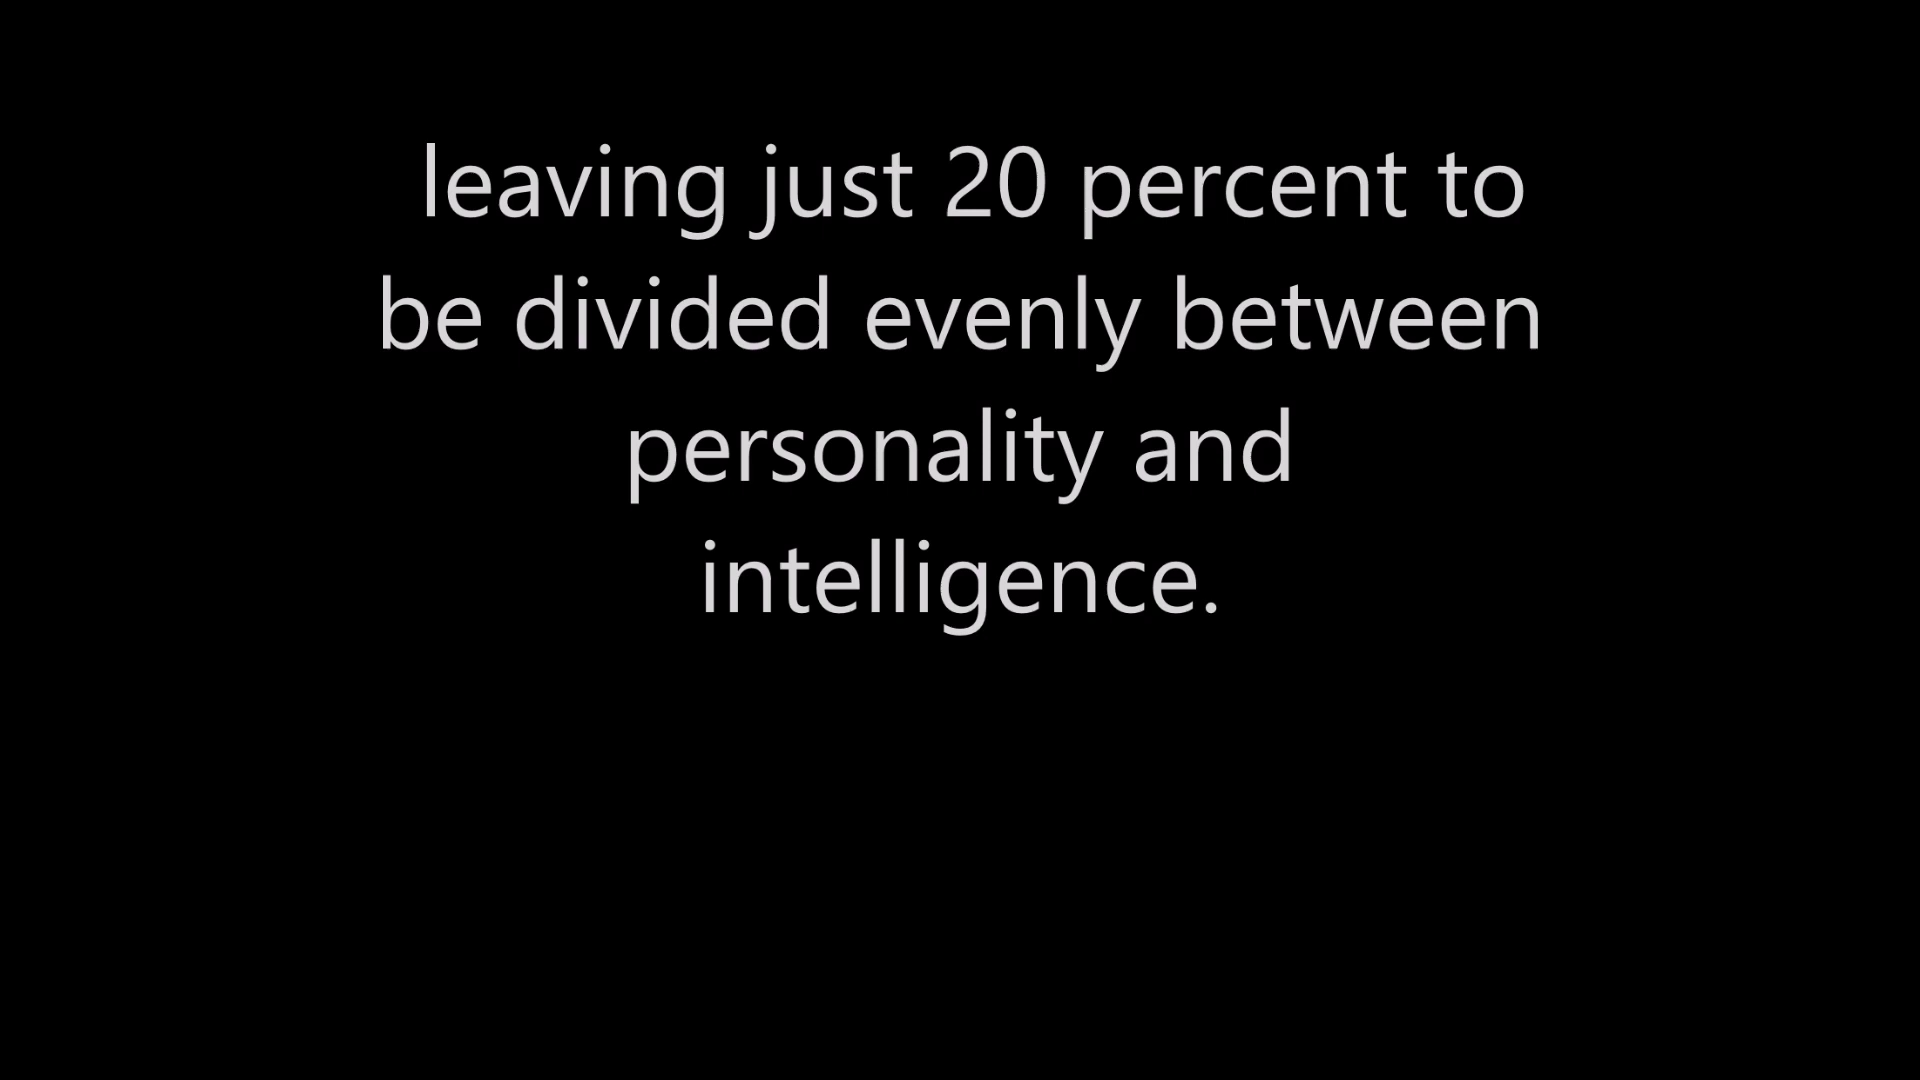 leaving just 20 percent to
be divided evenly between
personality and
intelligence.